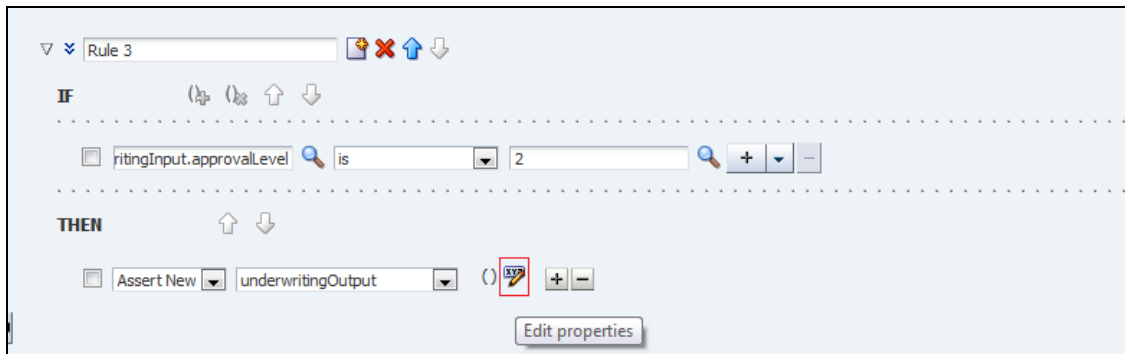 Rule 3
IF
ritingInput.approvalLevel is 2
THEN
Assert New underwritingOutput ()
Edit properties